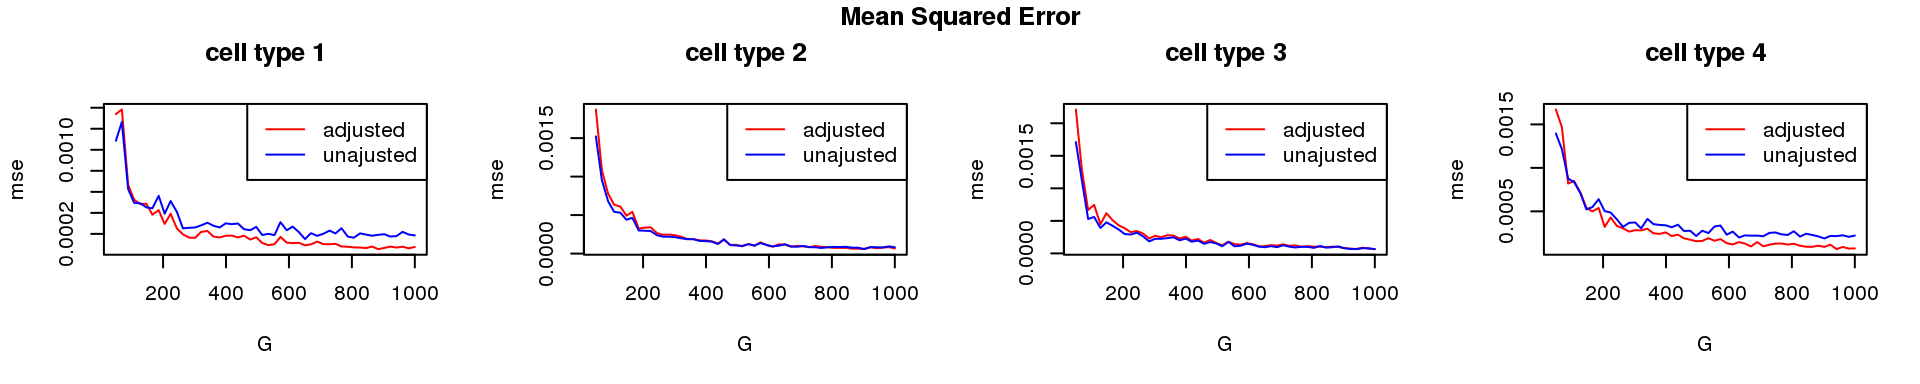 Mean Squared Error
cell type 1
mse
0.0002 0.0010
adjusted
unajusted
200 400 600 800 1000
G
cell type 2
mse
0.0000 0.0015
adjusted
unajusted
200 400 600 800 1000
G
cell type 3
mse
0.0000 0.0015
adjusted
unajusted
200 400 600 800 1000
G
cell type 4
mse
0.0005 0.0015
adjusted
unajusted
200 400 600 800 1000
G